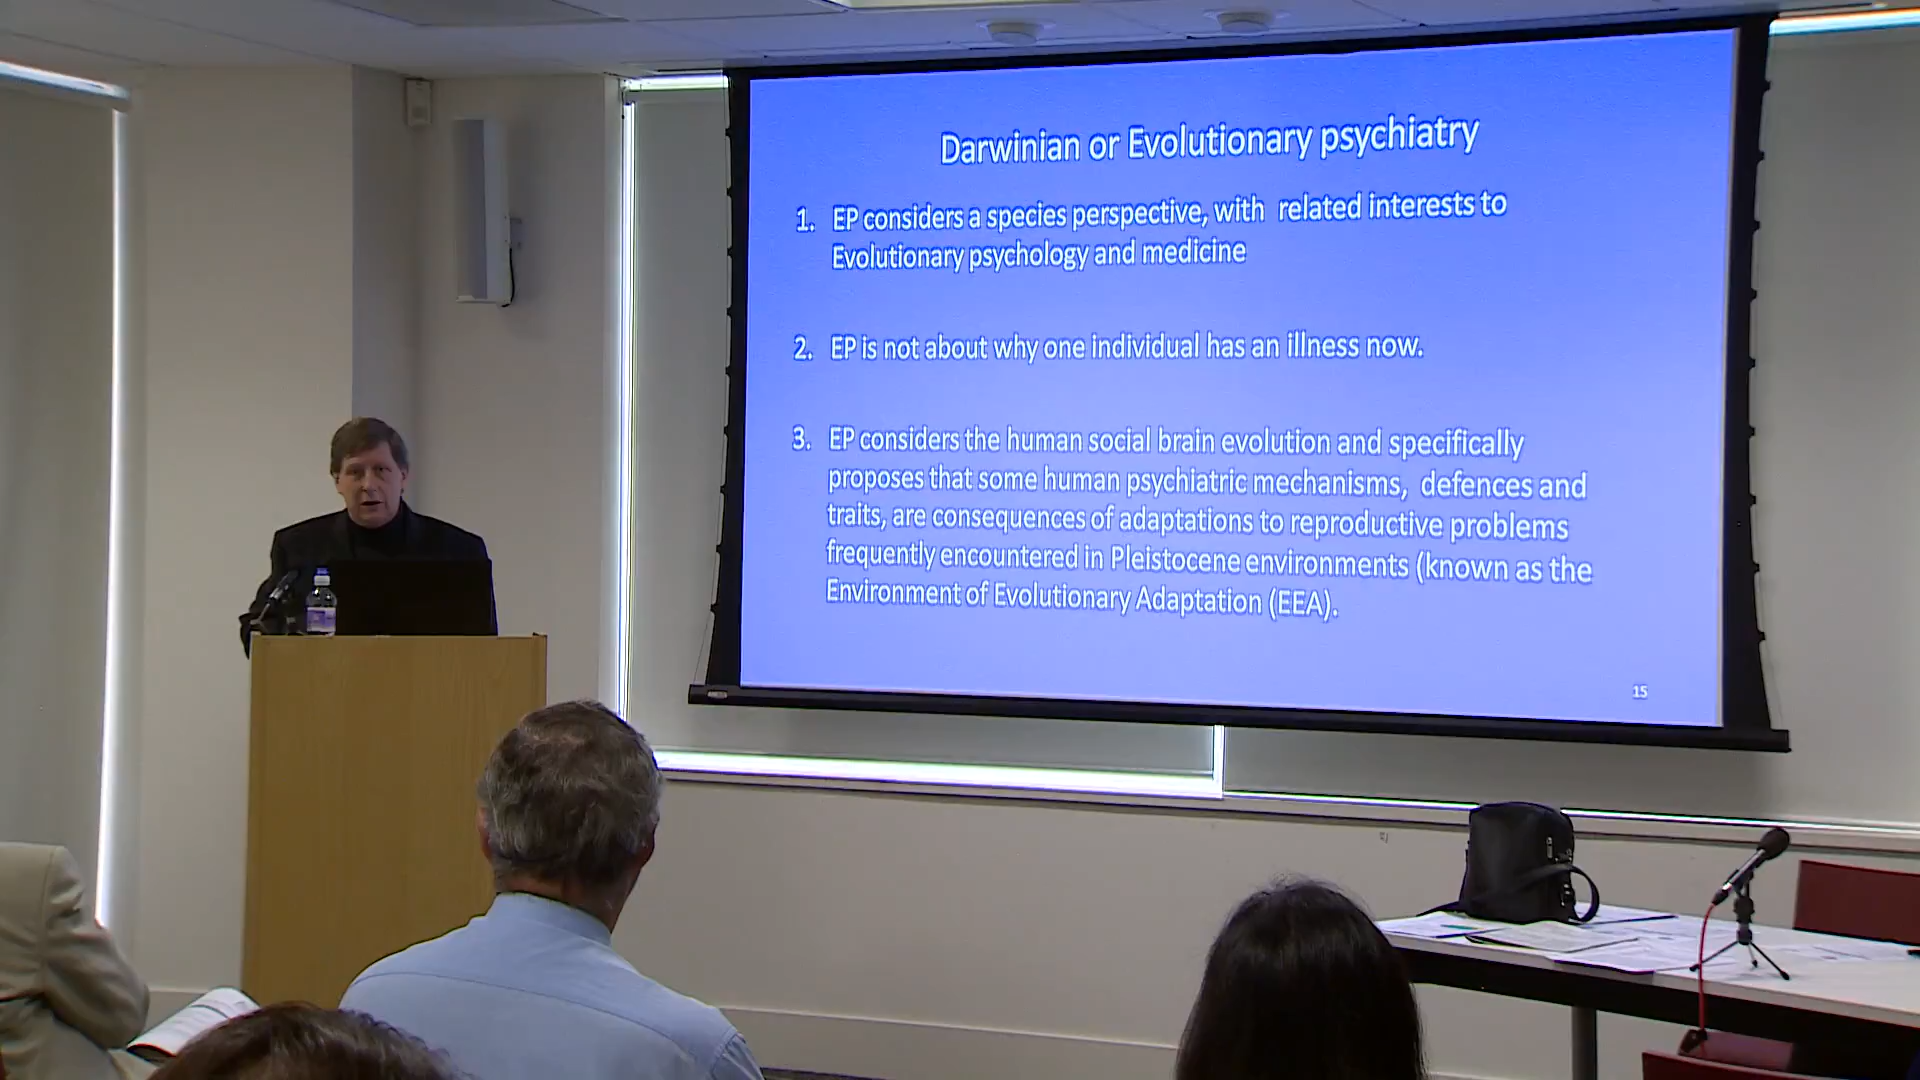 Darwinian or Evolutionary psychiatry
1. EP considers a species perspective, with related interests to
Evolutionary psychology and medicine
2. EP is not about why one individual has an illness now.
3. EP considers the human social brain evolution and specifically
proposes that some human psychiatric mechanisms, defences and
traits, are consequences of adaptations to reproductive problems
frequently encountered in Pleistocene environments (known as the
Environment of Evolutionary Adaptation (EEA).
15